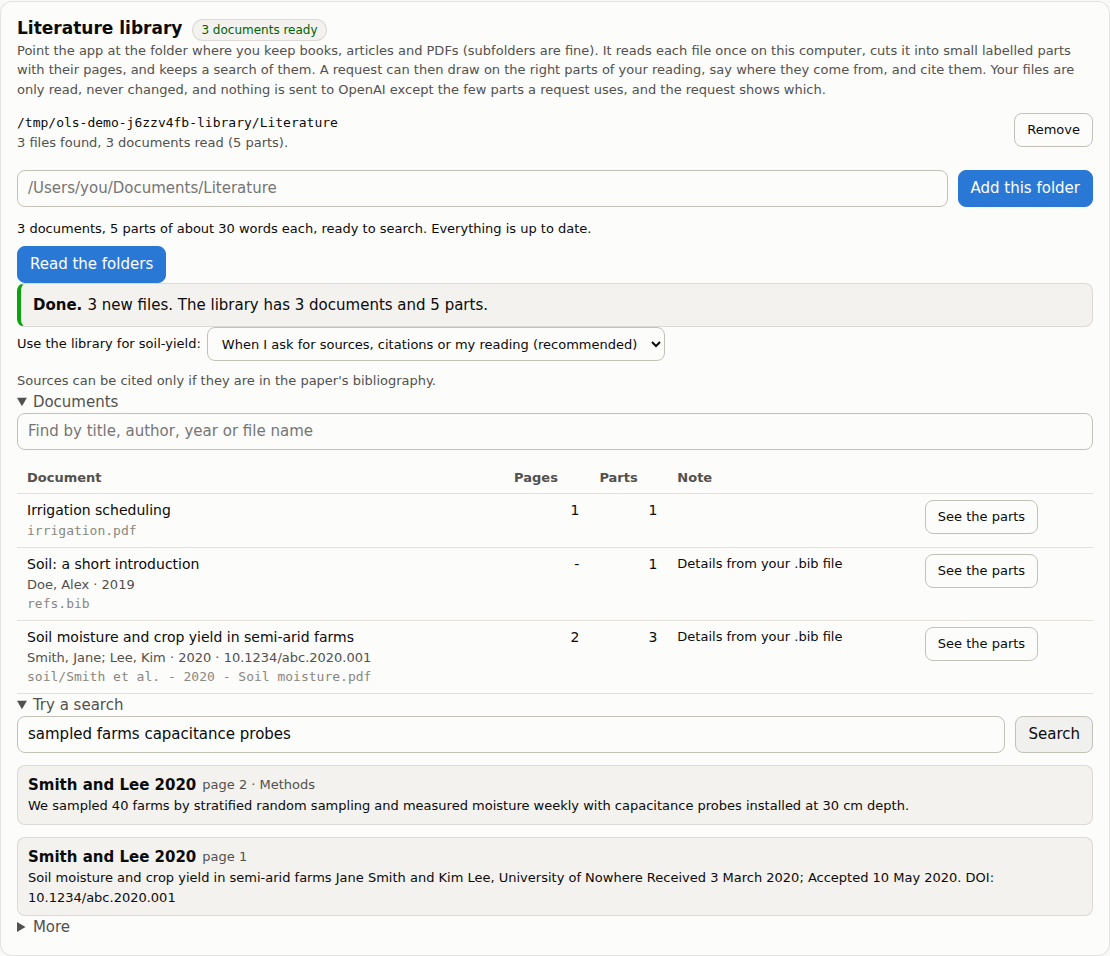 Literature library 3 documents ready
Point the app at the folder where you keep books, articles and PDFs (subfolders are fine). It reads each file once on this computer, cuts it into small labelled parts
with their pages, and keeps a search of them. A request can then draw on the right parts of your reading, say where they come from, and cite them. Your files are
only read, never changed, and nothing is sent to OpenAI except the few parts a request uses, and the request shows which.
/tmp/ols-demo-j6zzv4fb-library/Literature
3 files found, 3 documents read (5 parts).
Remove
/Users/you/Documents/Literature
Add this folder
3 documents, 5 parts of about 30 words each, ready to search. Everything is up to date.
Read the folders
Done. 3 new files. The library has 3 documents and 5 parts.
Use the library for soil-yield: When I ask for sources, citations or my reading (recommended)
Sources can be cited only if they are in the paper's bibliography.
Documents
Find by title, author, year or file name
Document Pages Parts Note
Irrigation scheduling 1 1 See the parts
irrigation.pdf
Soil: a short introduction - 1 Details from your .bib file See the parts
Doe, Alex · 2019
refs.bib
Soil moisture and crop yield in semi-arid farms 2 3 Details from your .bib file See the parts
Smith, Jane; Lee, Kim · 2020 · 10.1234/abc.2020.001
soil/Smith et al. - 2020 - Soil moisture.pdf
Try a search
sampled farms capacitance probes Search
Smith and Lee 2020 page 2 · Methods
We sampled 40 farms by stratified random sampling and measured moisture weekly with capacitance probes installed at 30 cm depth.
Smith and Lee 2020 page 1
Soil moisture and crop yield in semi-arid farms Jane Smith and Kim Lee, University of Nowhere Received 3 March 2020; Accepted 10 May 2020. DOI:
10.1234/abc.2020.001
More